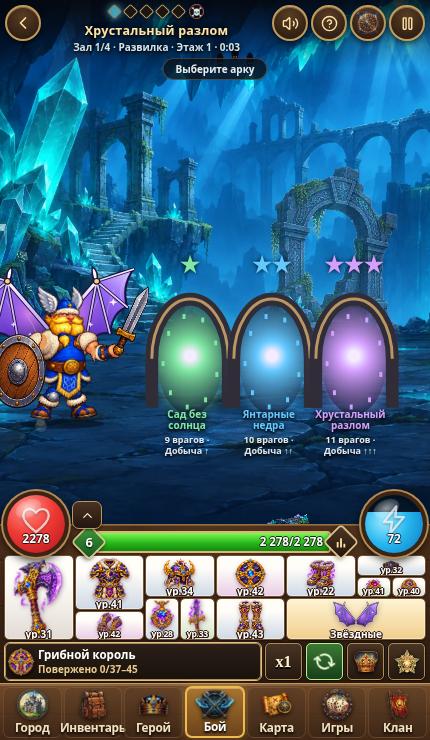 Хрустальный разлом
Зал 1/4 · Развилка · Этаж 1 · 0:03
Выберите арку
Сад без солнца
9 врагов · Добыча ↑
Янтарные недра
10 врагов · Добыча ↑↑
Хрустальный разлом
11 врагов · Добыча ↑↑↑
2278
6
2 278/2 278
72
ур.31
ур.41
ур.34
ур.42
ур.22
ур.32
ур.41
ур.40
ур.42
ур.28
ур.33
ур.43
Звёздные
Грибной король
Повержено 0/37–45
x1
Город
Инвентарь
Герой
Бой
Карта
Игры
Клан